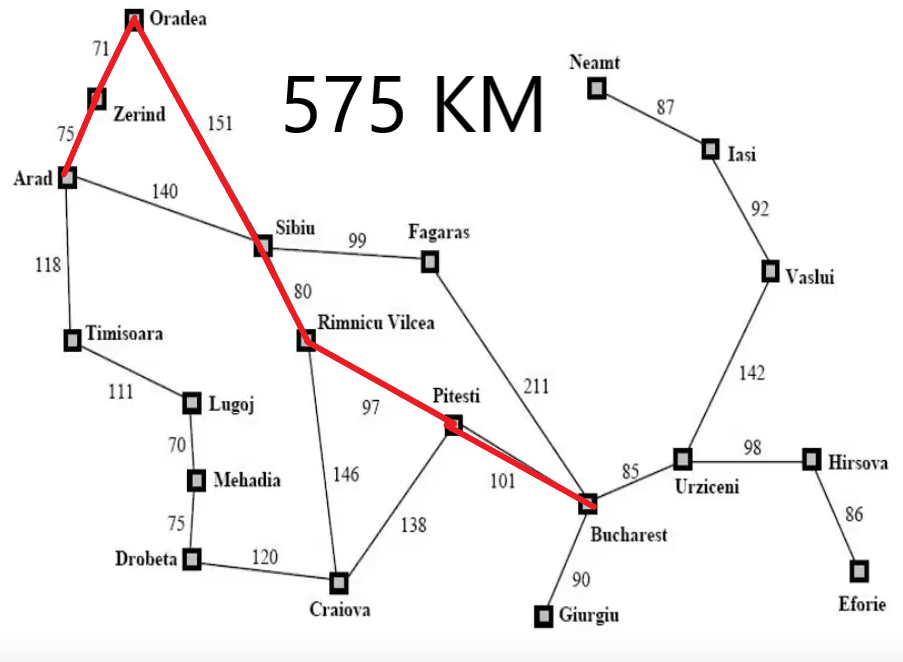 Oradea
71
Neamt
575 KM
87
Zerind
151
75
Iasi
Arad
140
92
Sibiu
Fagaras
99
118
Vaslui
80
Rimnicu Vilcea
Timisoara
142
211
111
Pitesti
Lugoj
97
70
98
Hirsova
146
85
Mehadia
101
Urziceni
75
138
86
Bucharest
Drobeta
120
90
Craiova
Giurgiu
Eforie